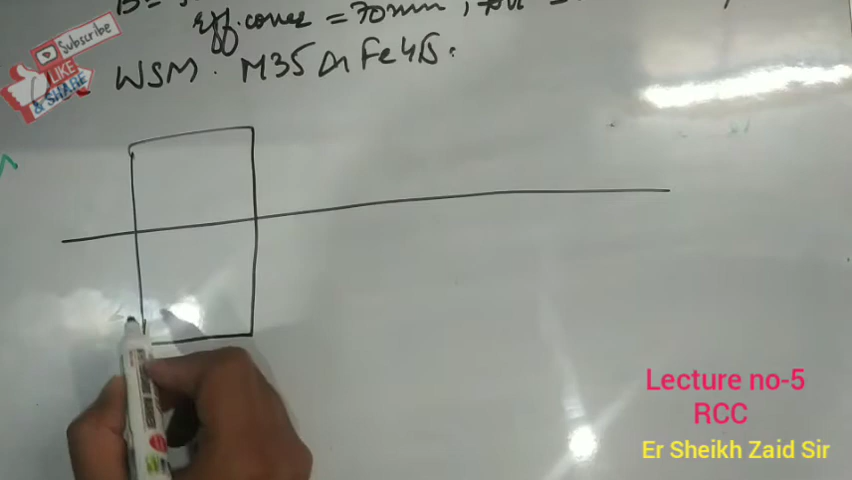 eff. cover = 70mm,
WSM. M35 Fe415.
Subscribe
LIKE
& SHARE
Lecture no-5
RCC
Er Sheikh Zaid Sir